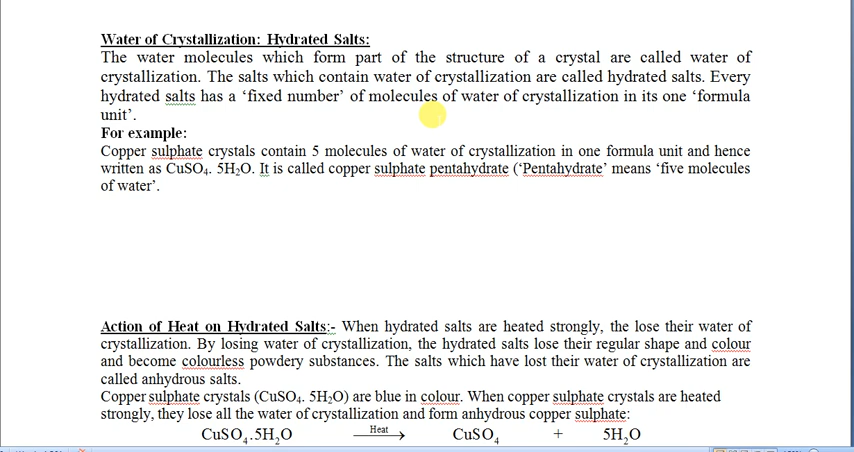 Water of Crystallization: Hydrated Salts:
The water molecules which form part of the structure of a crystal are called water of
crystallization. The salts which contain water of crystallization are called hydrated salts. Every
hydrated salts has a ‘fixed number’ of molecules of water of crystallization in its one ‘formula
unit’.
For example:
Copper sulphate crystals contain 5 molecules of water of crystallization in one formula unit and hence
written as CuSO₄. 5H₂O. It is called copper sulphate pentahydrate (‘Pentahydrate’ means ‘five molecules
of water’.
Action of Heat on Hydrated Salts:- When hydrated salts are heated strongly, the lose their water of
crystallization. By losing water of crystallization, the hydrated salts lose their regular shape and colour
and become colourless powdery substances. The salts which have lost their water of crystallization are
called anhydrous salts.
Copper sulphate crystals (CuSO₄. 5H₂O) are blue in colour. When copper sulphate crystals are heated
strongly, they lose all the water of crystallization and form anhydrous copper sulphate:
CuSO₄.5H₂O Heat → CuSO₄ + 5H₂O